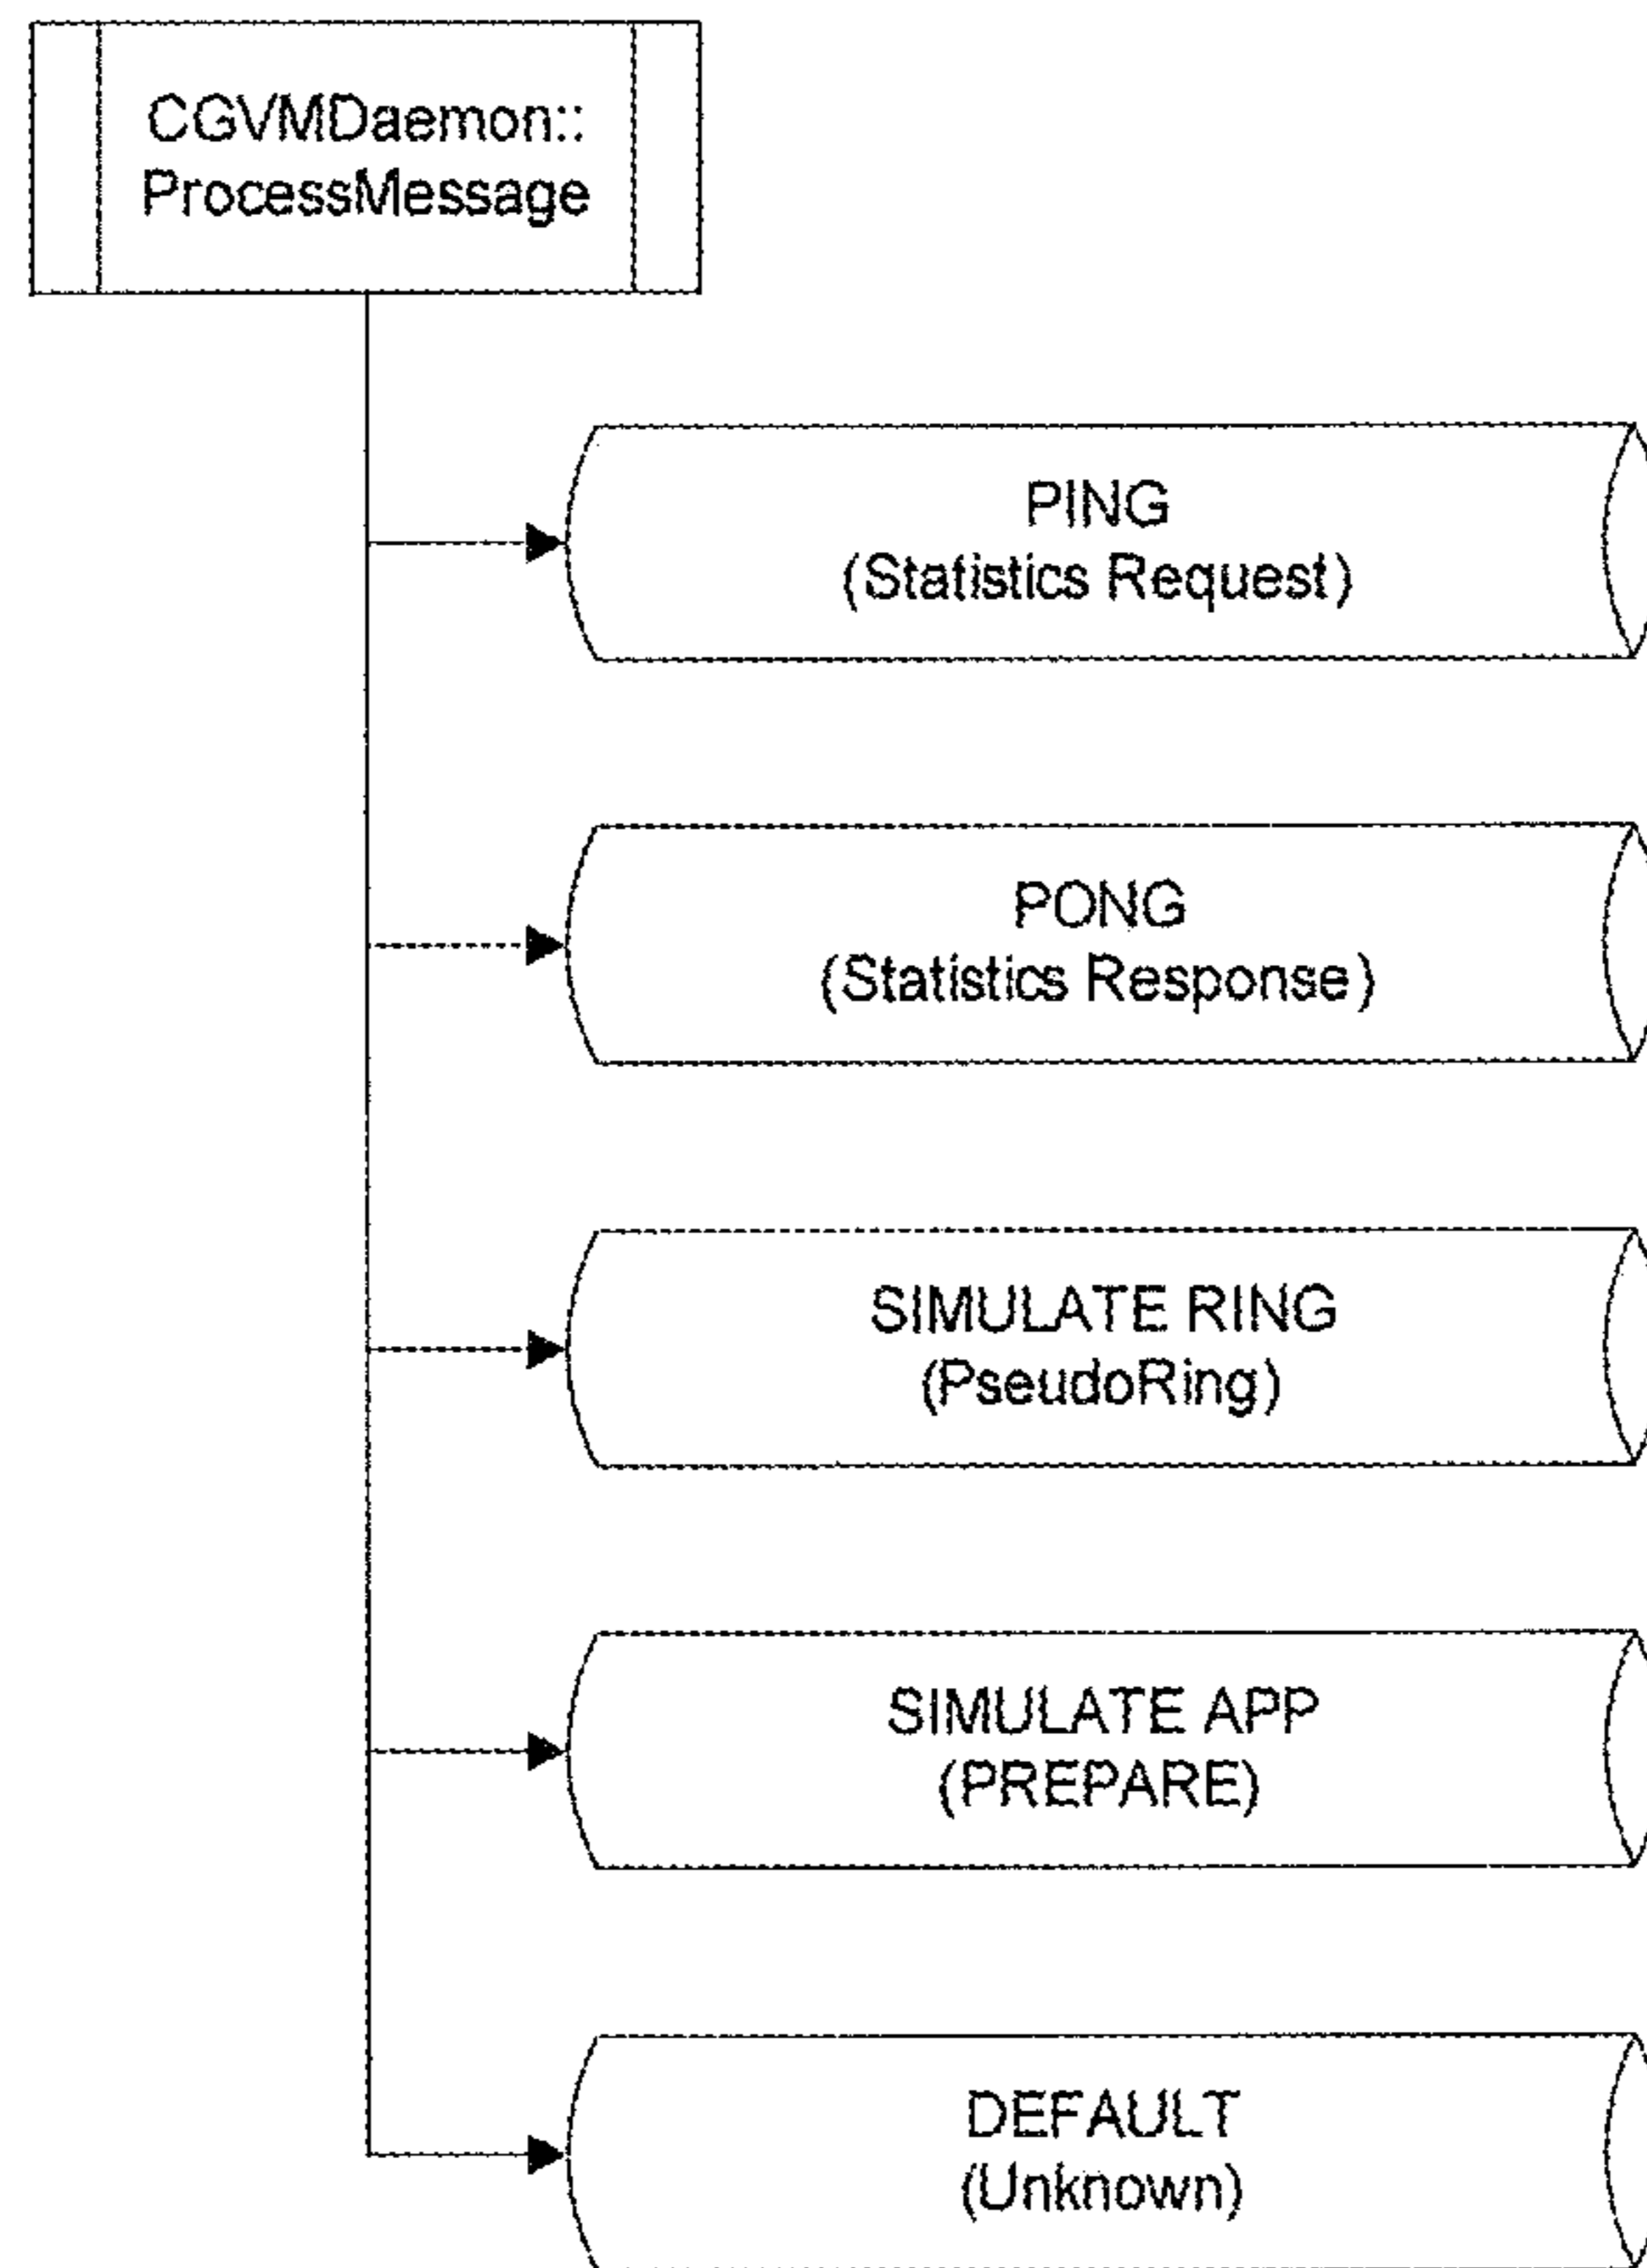 CGVMDaemon::
ProcessMessage
PING
(Statistics Request)
PONG
(Statistics Response)
SIMULATE RING
(PseudoRing)
SIMULATE APP
(PREPARE)
DEFAULT
(Unknown)